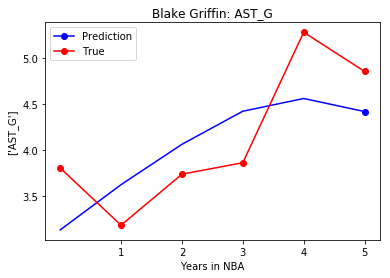 Blake Griffin: AST_G
Prediction
True
['AST_G']
5.0
4.5
4.0
3.5
1 2 3 4 5
Years in NBA